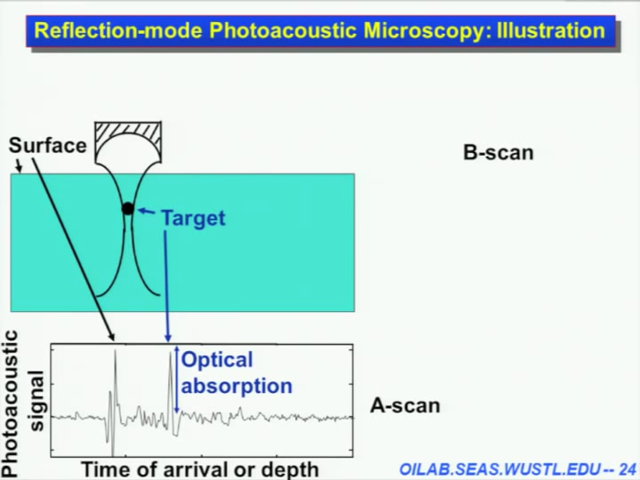 Reflection-mode Photoacoustic Microscopy: Illustration
Surface
B-scan
Target
Photoacoustic
signal
Optical
absorption
A-scan
Time of arrival or depth
OILAB.SEAS.WUSTL.EDU -- 24